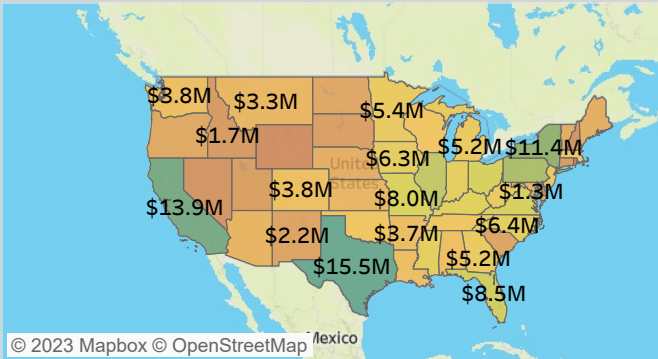 $3.8M
$3.3M
$5.4M
$1.7M
$5.2M
$11.4M
$6.3M
United
States
$3.8M
$8.0M
$1.3M
$13.9M
$2.2M
$3.7M
$6.4M
$15.5M
$5.2M
$8.5M
Mexico
© 2023 Mapbox © OpenStreetMap